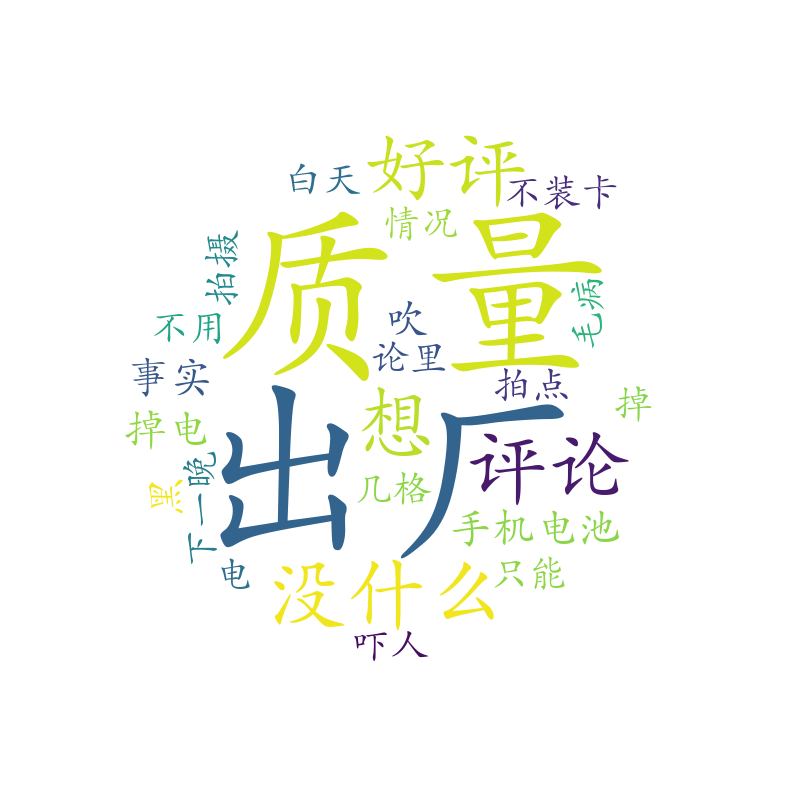 好评
白天
不装卡
质量
情况
拍摄
毛病
不用
吹
论里
事实
拍点
想
掉
出厂
掉电
评论
下一晚
黑
几格
手机电池
电
没什么
只能
吓人